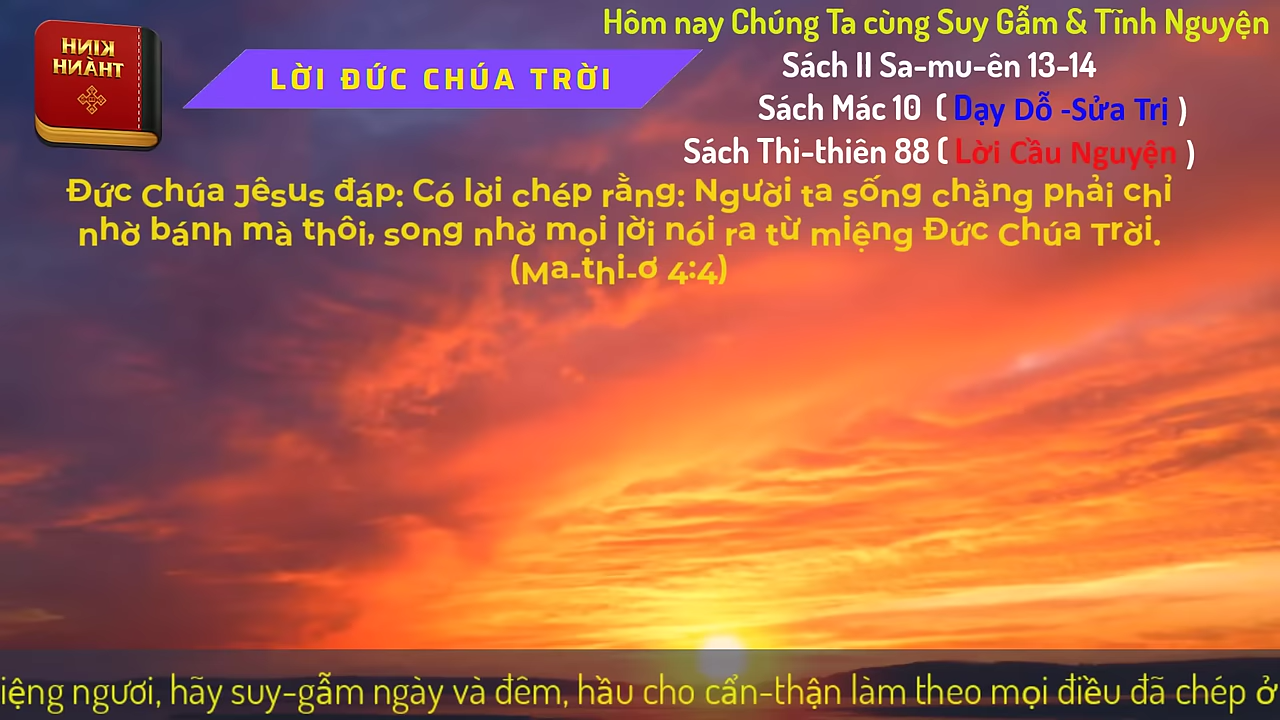 KINH
THÀNH
LỜI ĐỨC CHÚA TRỜI
Hôm nay Chúng Ta cùng Suy Gẫm & Tĩnh Nguyện
Sách II Sa-mu-ên 13-14
Sách Mác 10 ( Dạy Dỗ -Sửa Trị )
Sách Thi-thiên 88 ( Lời Cầu Nguyện )
Đức Chúa Jêsus đáp: Có lời chép rằng: Người ta sống chẳng phải chỉ
nhờ bánh mà thôi, song nhờ mọi lời nói ra từ miệng Đức Chúa Trời.
(Ma-thi-ơ 4:4)
iệng ngươi, hãy suy-gẫm ngày và đêm, hầu cho cẩn-thận làm theo mọi điều đã chép ở